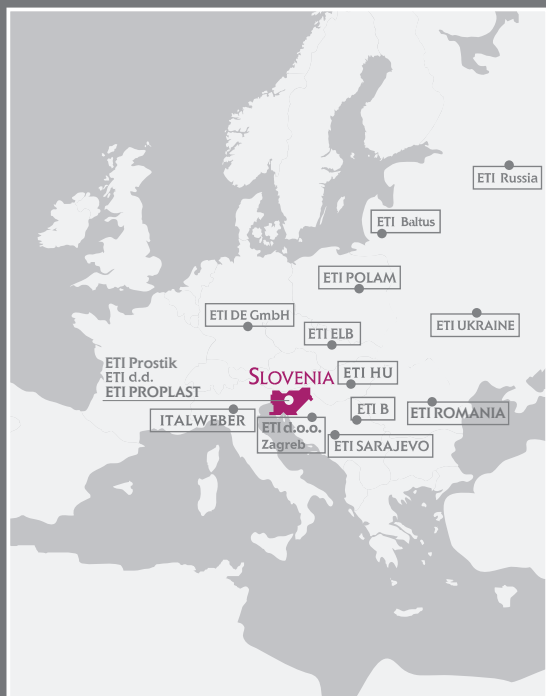 ETI Russia
ETI Baltus
ETI POLAM
ETI DE GmbH
ETI UKRAINE
ETI ELB
ETI Prostik
ETI d.d.
ETI PROPLAST
SLOVENIA
ETI HU
ITALWEBER
ETI B
ETI ROMANIA
ETI d.o.o.
Zagreb
ETI SARAJEVO